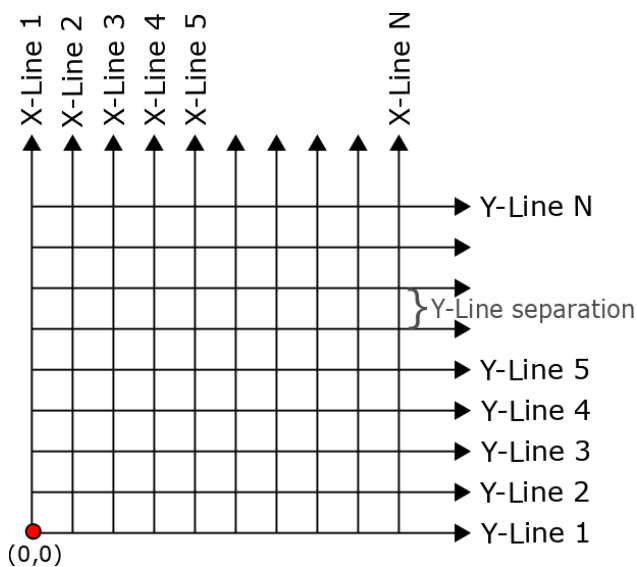 X-Line 1
X-Line 2
X-Line 3
X-Line 4
X-Line 5
X-Line N
Y-Line N
Y-Line separation
Y-Line 5
Y-Line 4
Y-Line 3
Y-Line 2
Y-Line 1
(0,0)